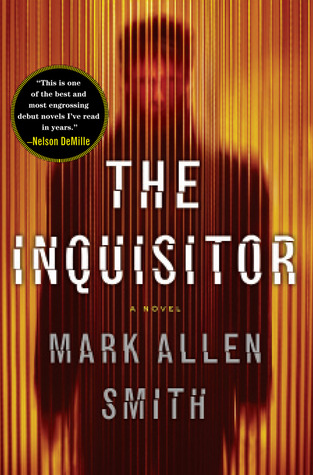 “This is one
of the best and
most engrossing
debut novels I’ve read
in years.”
–Nelson DeMille
THE
INQUISITOR
A NOVEL
MARK ALLEN
SMITH